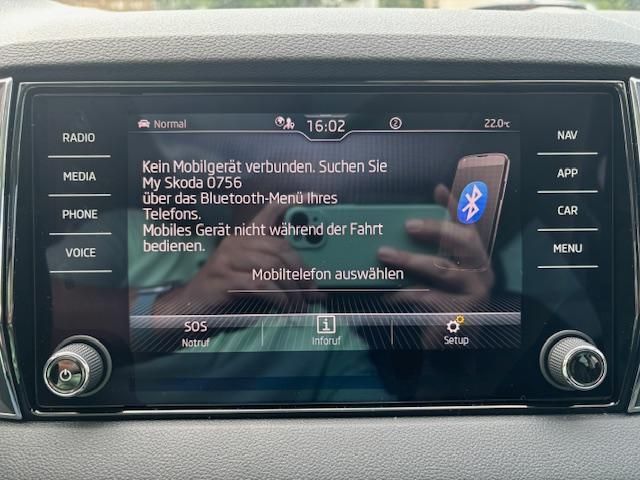 Normal
16:02
2
22.0°C
RADIO
MEDIA
PHONE
VOICE
Kein Mobilgerät verbunden. Suchen Sie
My Skoda 0756
über das Bluetooth-Menü Ihres
Telefons.
Mobiles Gerät nicht während der Fahrt
bedienen.
Mobiltelefon auswählen
SOS
Notruf
i
Inforuf
Setup
NAV
APP
CAR
MENU